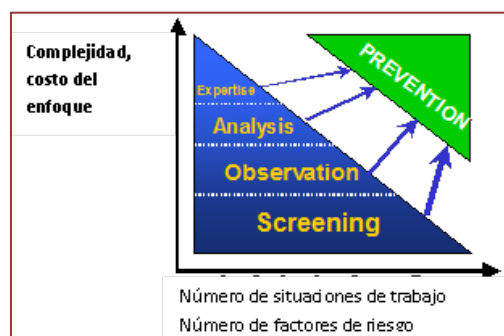 Complejidad,
costo del
enfoque
Expertise
Analysis
Observation
Screening
PREVENTION
Número de situaciones de trabajo
Número de factores de riesgo